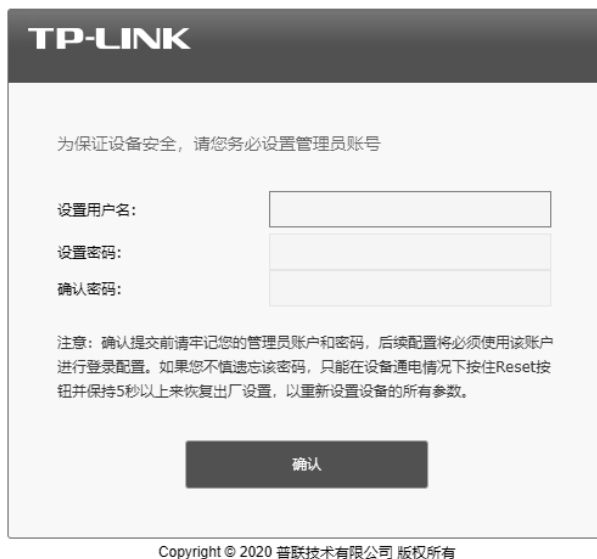 TP-LINK
为保证设备安全，请您务必设置管理员账号
设置用户名：
设置密码：
确认密码：
注意：确认提交前请牢记您的管理员账户和密码，后续配置将必须使用该账户
进行登录配置。如果您不慎遗忘该密码，只能在设备通电情况下按住Reset按
钮并保持5秒以上来恢复出厂设置，以重新设置设备的所有参数。
确认
Copyright © 2020 普联技术有限公司 版权所有